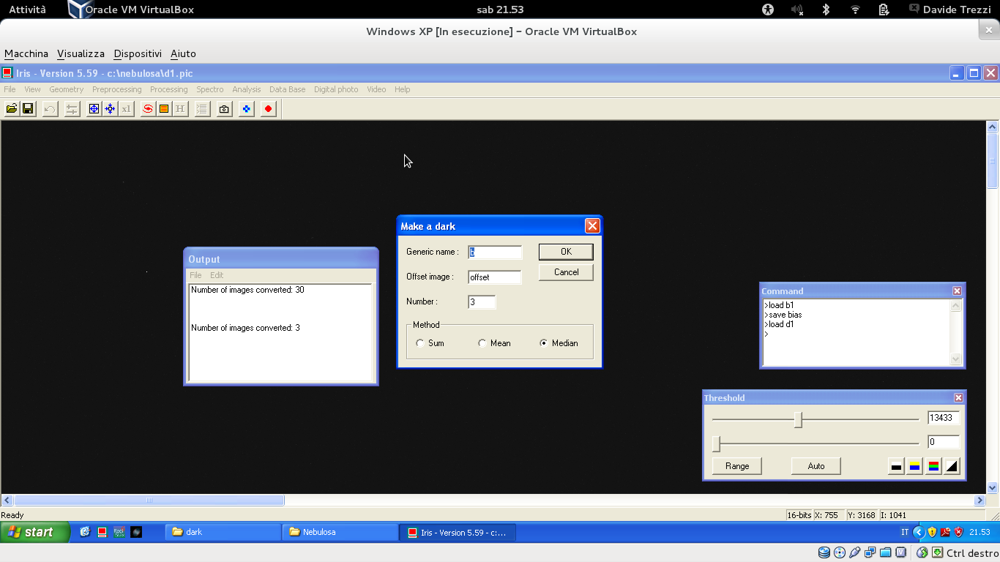 Attività
Oracle VM VirtualBox
sab 21.53
Davide Trezzi
Windows XP [In esecuzione] – Oracle VM VirtualBox
Macchina Visualizza Dispositivi Aiuto
Iris - Version 5.59 - c:\nebulosa\d1.pic
File View Geometry Preprocessing Processing Spectro Analysis Data Base Digital photo Video Help
x1 H
Make a dark
Generic name : b
OK
Offset image : offset
Cancel
Number : 3
Method
Sum Mean Median
Output
File Edit
Number of images converted: 30
Number of images converted: 3
Command
>load b1
>save bias
>load d1
>
Threshold
13433
0
Range Auto
Ready
16-bits X: 755 Y: 3168 I: 1041
start
dark
Nebulosa
Iris - Version 5.59 - c:...
IT
21.53
Ctrl destro